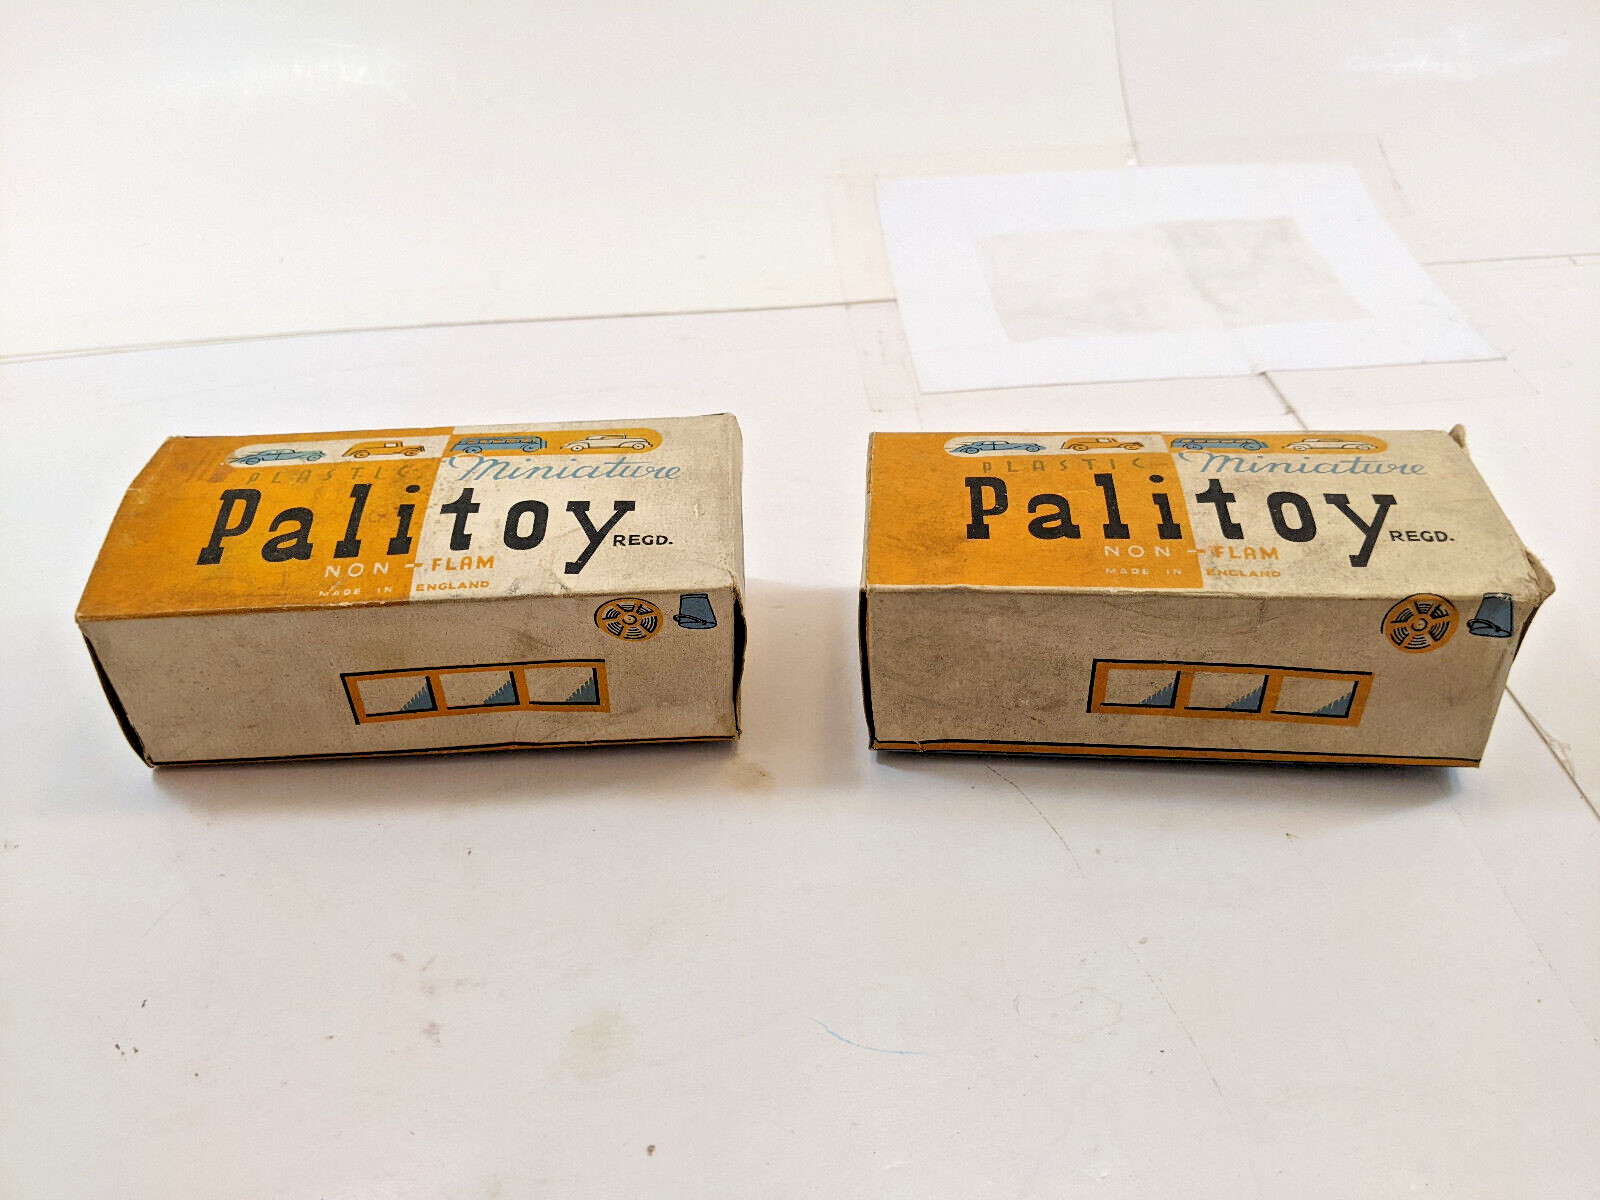 PLASTIC Miniature
Palitoy REGD.
NON-FLAM
MADE IN ENGLAND
PLASTIC Miniature
Palitoy REGD.
NON-FLAM
MADE IN ENGLAND